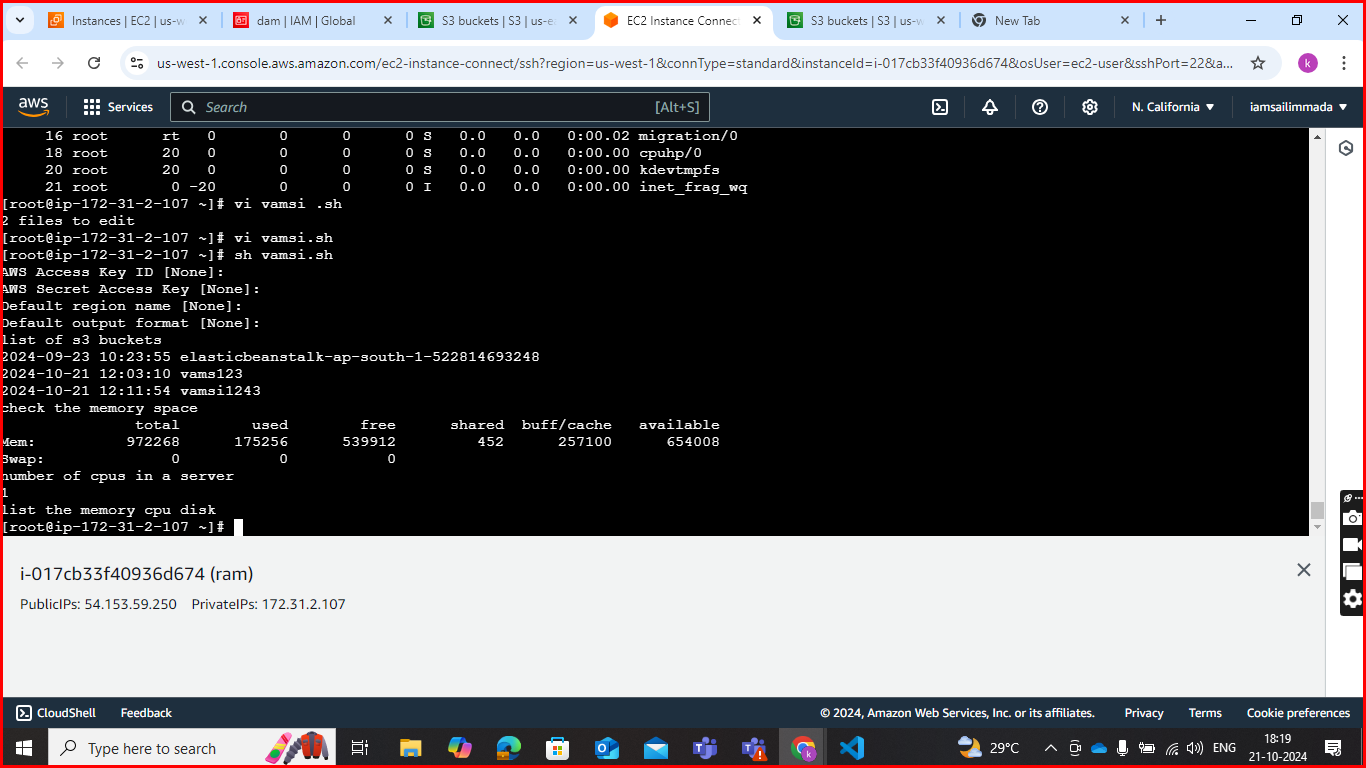 Instances | EC2 | us-w
dam | IAM | Global
S3 buckets | S3 | us-e
EC2 Instance Connect
S3 buckets | S3 | us-w
New Tab
us-west-1.console.aws.amazon.com/ec2-instance-connect/ssh?region=us-west-1&connType=standard&instanceId=i-017cb33f40936d674&osUser=ec2-user&sshPort=22&a...
k
aws
Services
Search
[Alt+S]
N. California
iamsailimmada
16 root rt 0 0 0 0 S 0.0 0.0 0:00.02 migration/0
18 root 20 0 0 0 0 S 0.0 0.0 0:00.00 cpuhp/0
20 root 20 0 0 0 0 S 0.0 0.0 0:00.00 kdevtmpfs
21 root 0 -20 0 0 0 I 0.0 0.0 0:00.00 inet_frag_wq
[root@ip-172-31-2-107 ~]# vi vamsi .sh
2 files to edit
[root@ip-172-31-2-107 ~]# vi vamsi.sh
[root@ip-172-31-2-107 ~]# sh vamsi.sh
AWS Access Key ID [None]:
AWS Secret Access Key [None]:
Default region name [None]:
Default output format [None]:
list of s3 buckets
2024-09-23 10:23:55 elasticbeanstalk-ap-south-1-522814693248
2024-10-21 12:03:10 vams123
2024-10-21 12:11:54 vamsi1243
check the memory space
total used free shared buff/cache available
Mem: 972268 175256 539912 452 257100 654008
Swap: 0 0 0
number of cpus in a server
1
list the memory cpu disk
[root@ip-172-31-2-107 ~]#
i-017cb33f40936d674 (ram)
PublicIPs: 54.153.59.250 PrivateIPs: 172.31.2.107
CloudShell
Feedback
© 2024, Amazon Web Services, Inc. or its affiliates.
Privacy
Terms
Cookie preferences
Type here to search
29°C
ENG
18:19
21-10-2024